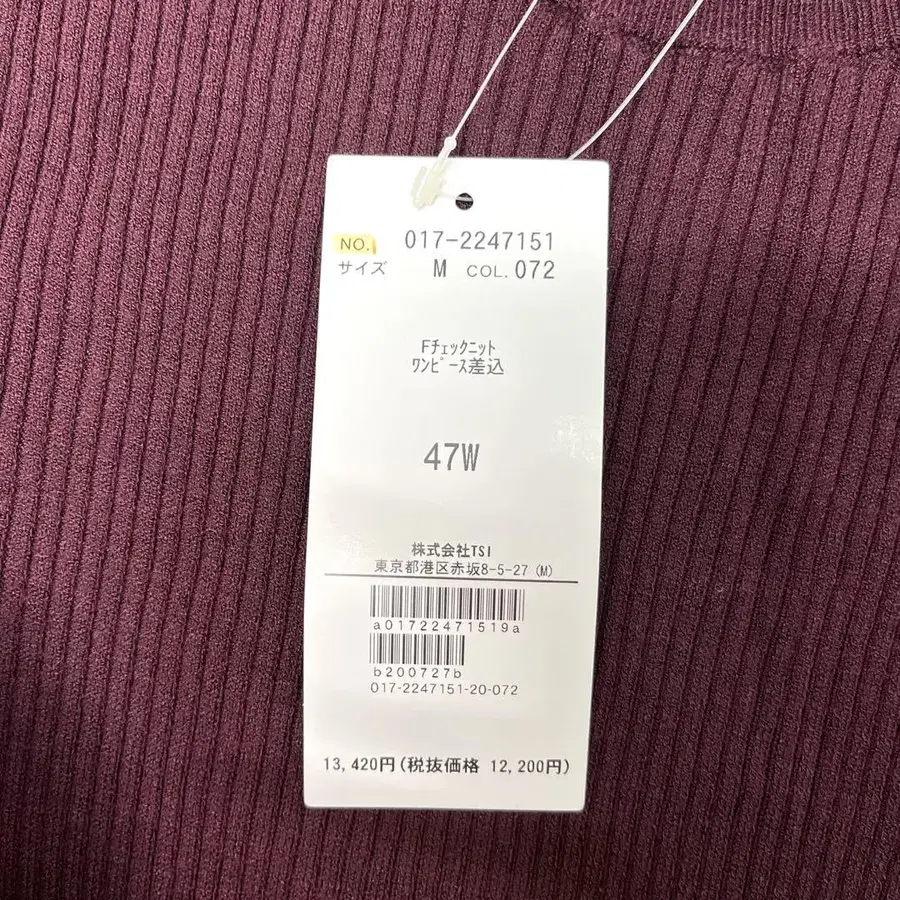 NO. 017-2247151
サイズ M COL. 072
Fチェックニット
ワンピース差込
47W
株式会社TSI
東京都港区赤坂8-5-27 (M)
a01722471519a
b200727b
017-2247151-20-072
13,420円(税抜価格 12,200円)